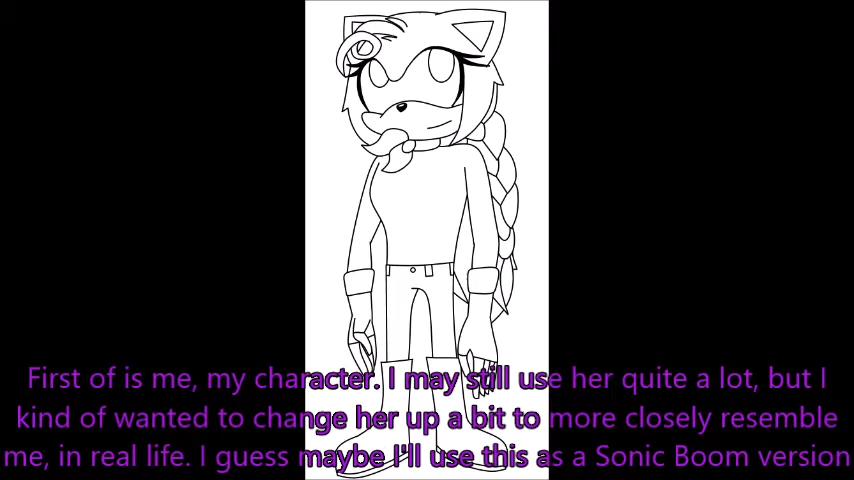 First of is me, my character. I may still use her quite a lot, but I
kind of wanted to change her up a bit to more closely resemble
me, in real life. I guess maybe I'll use this as a Sonic Boom version